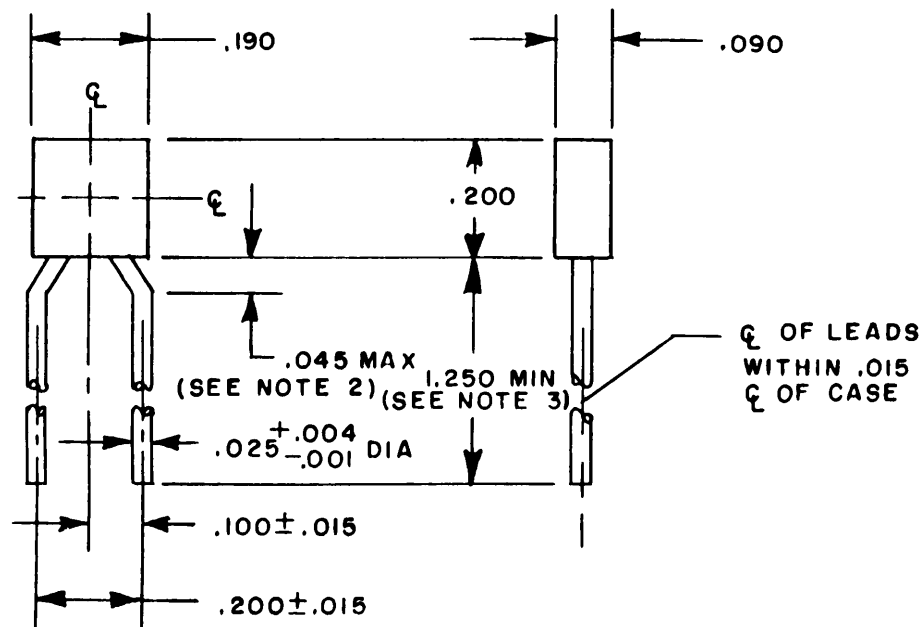 .190
.090
℄
℄
.200
.045 MAX
(SEE NOTE 2)
1.250 MIN
(SEE NOTE 3)
℄ OF LEADS
WITHIN .015
℄ OF CASE
.025 +.004 -.001 DIA
.100±.015
.200±.015